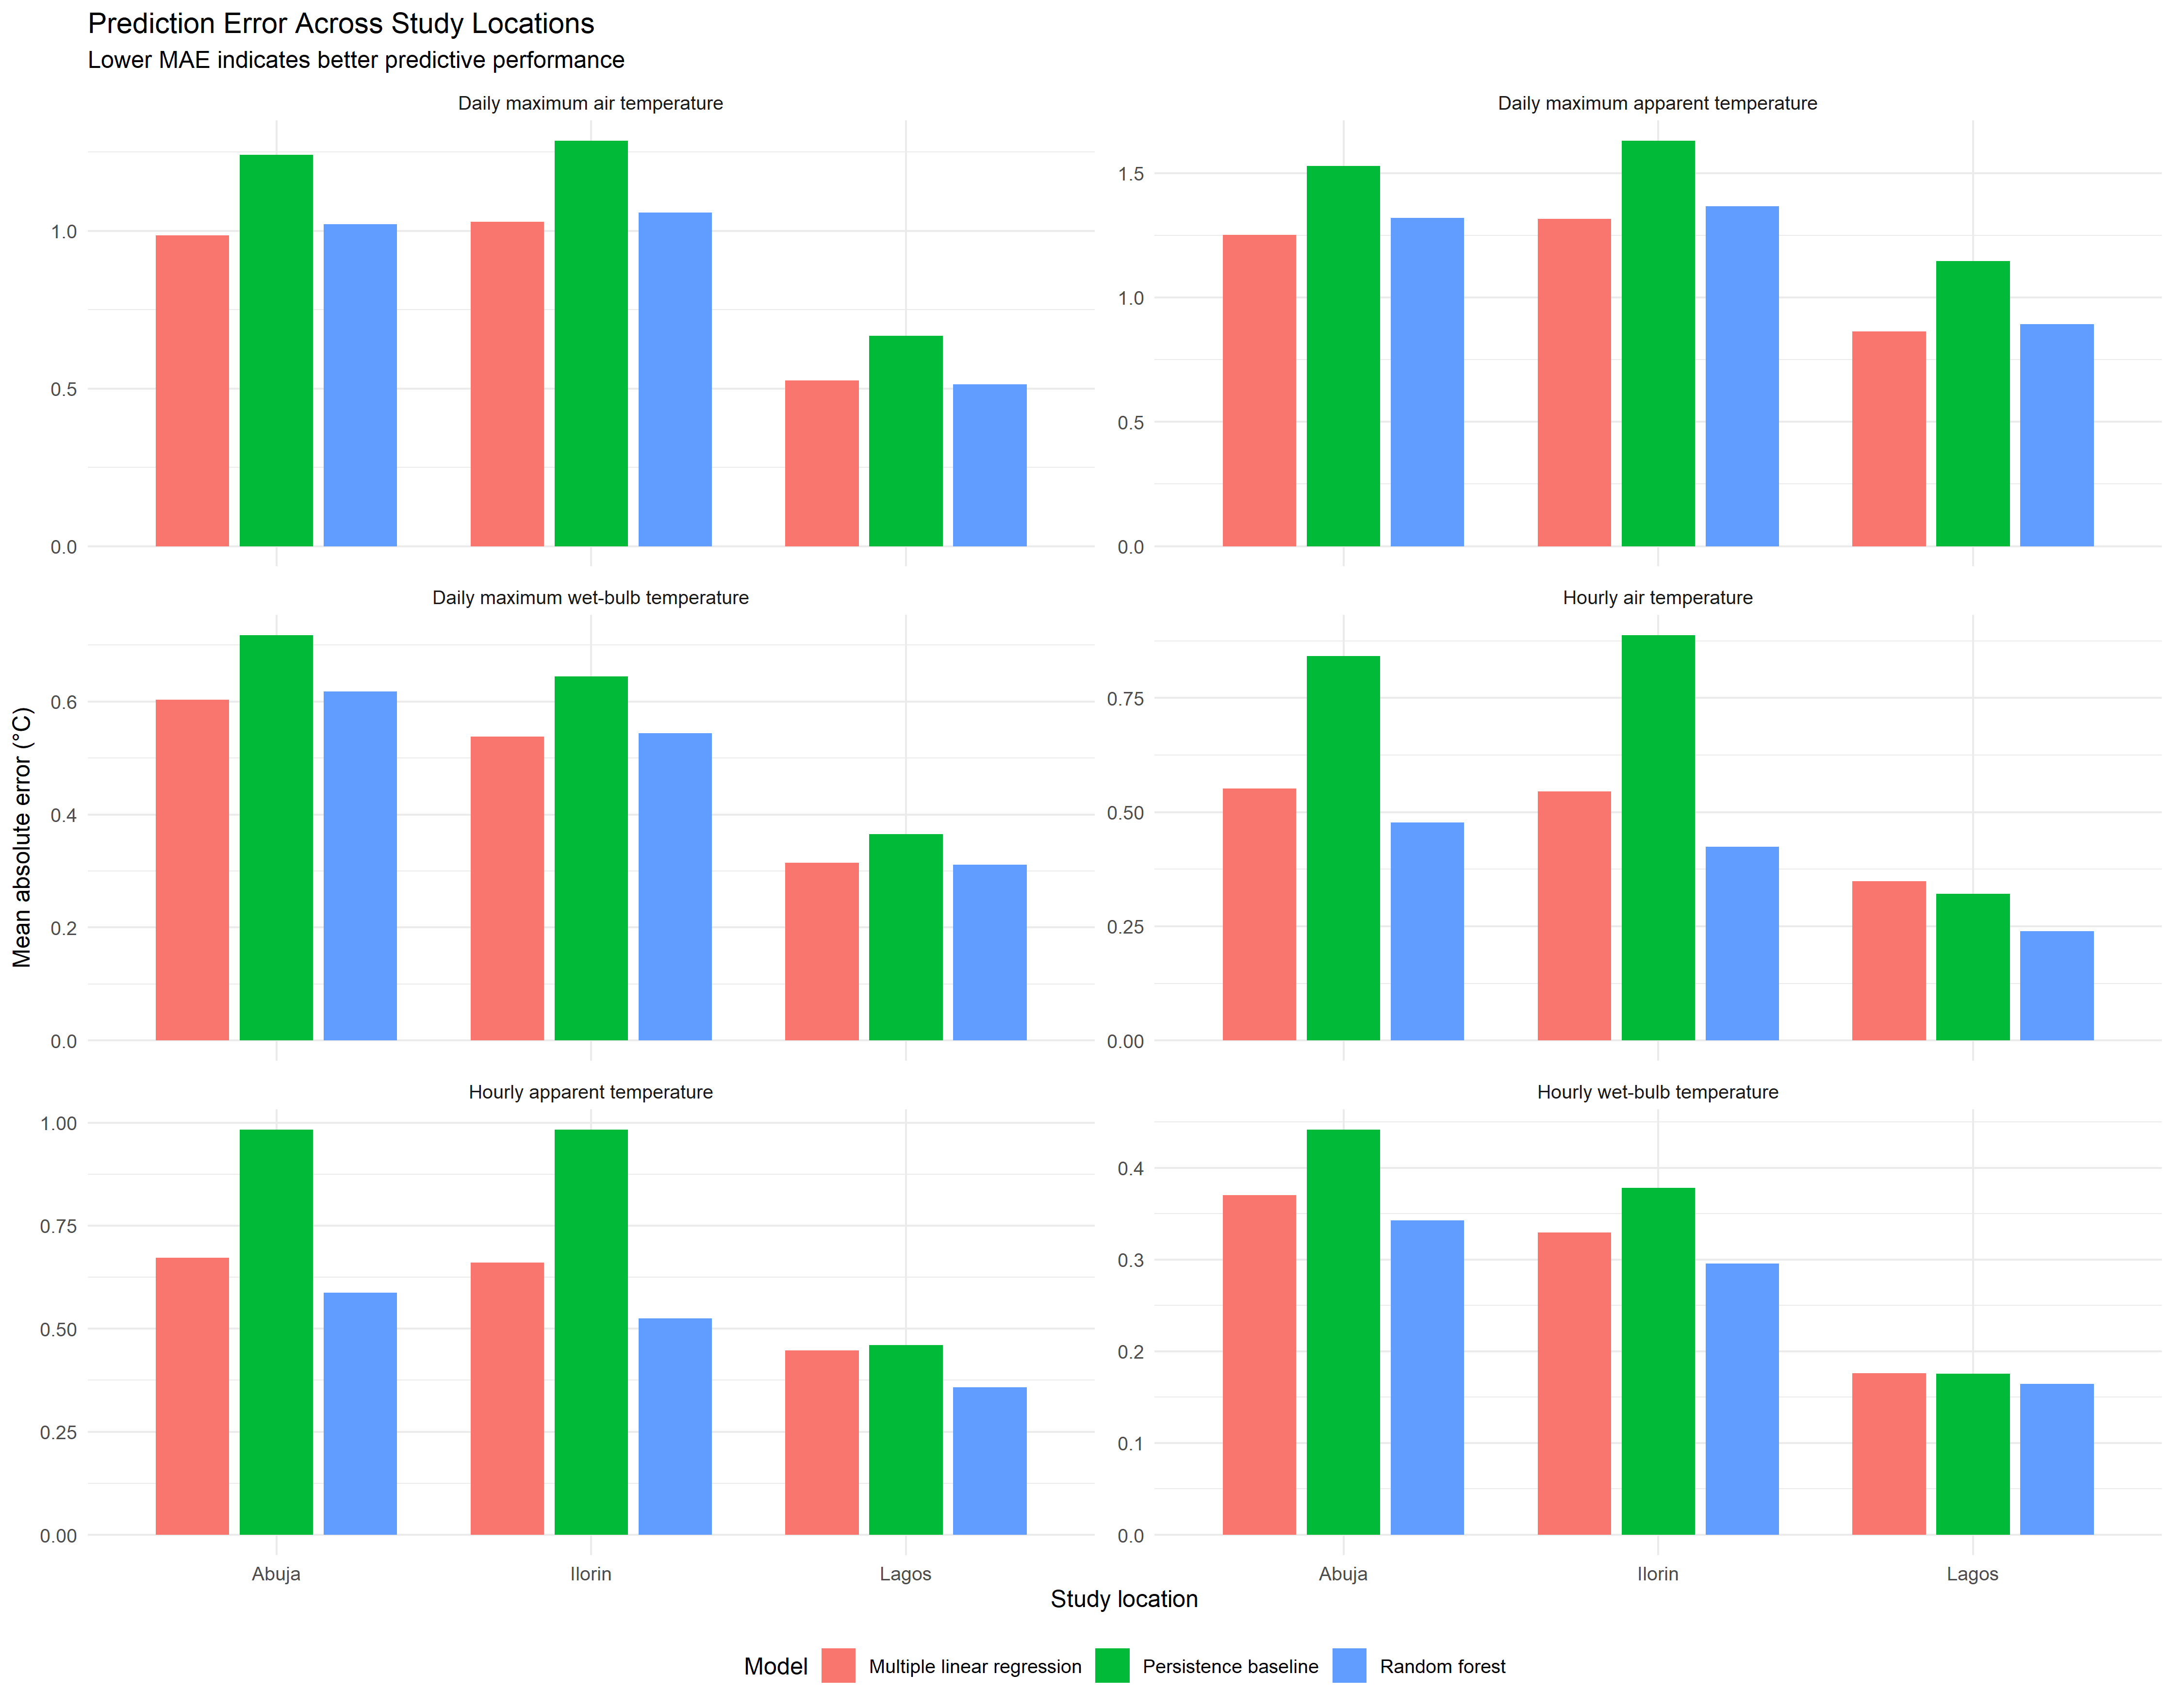 Prediction Error Across Study Locations
Lower MAE indicates better predictive performance
Daily maximum air temperature
Daily maximum apparent temperature
1.0
0.5
0.0
1.5
1.0
0.5
0.0
Daily maximum wet-bulb temperature
Hourly air temperature
Mean absolute error (°C)
0.6
0.4
0.2
0.0
0.75
0.50
0.25
0.00
Hourly apparent temperature
Hourly wet-bulb temperature
1.00
0.75
0.50
0.25
0.00
0.4
0.3
0.2
0.1
0.0
Abuja Ilorin Lagos
Abuja Ilorin Lagos
Study location
Model Multiple linear regression Persistence baseline Random forest